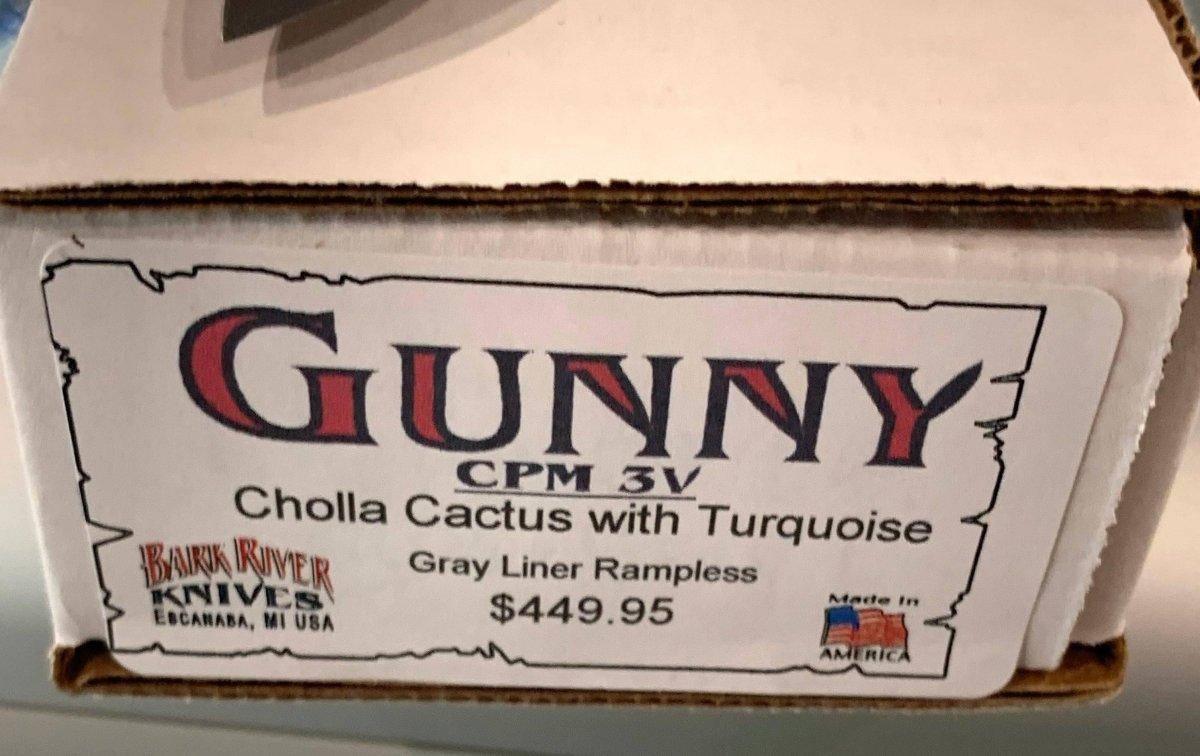 GUNNY
CPM 3V
Cholla Cactus with Turquoise
Gray Liner Rampless
$449.95
BARK RIVER
KNIVES
ESCANABA, MI USA
Made In
AMERICA